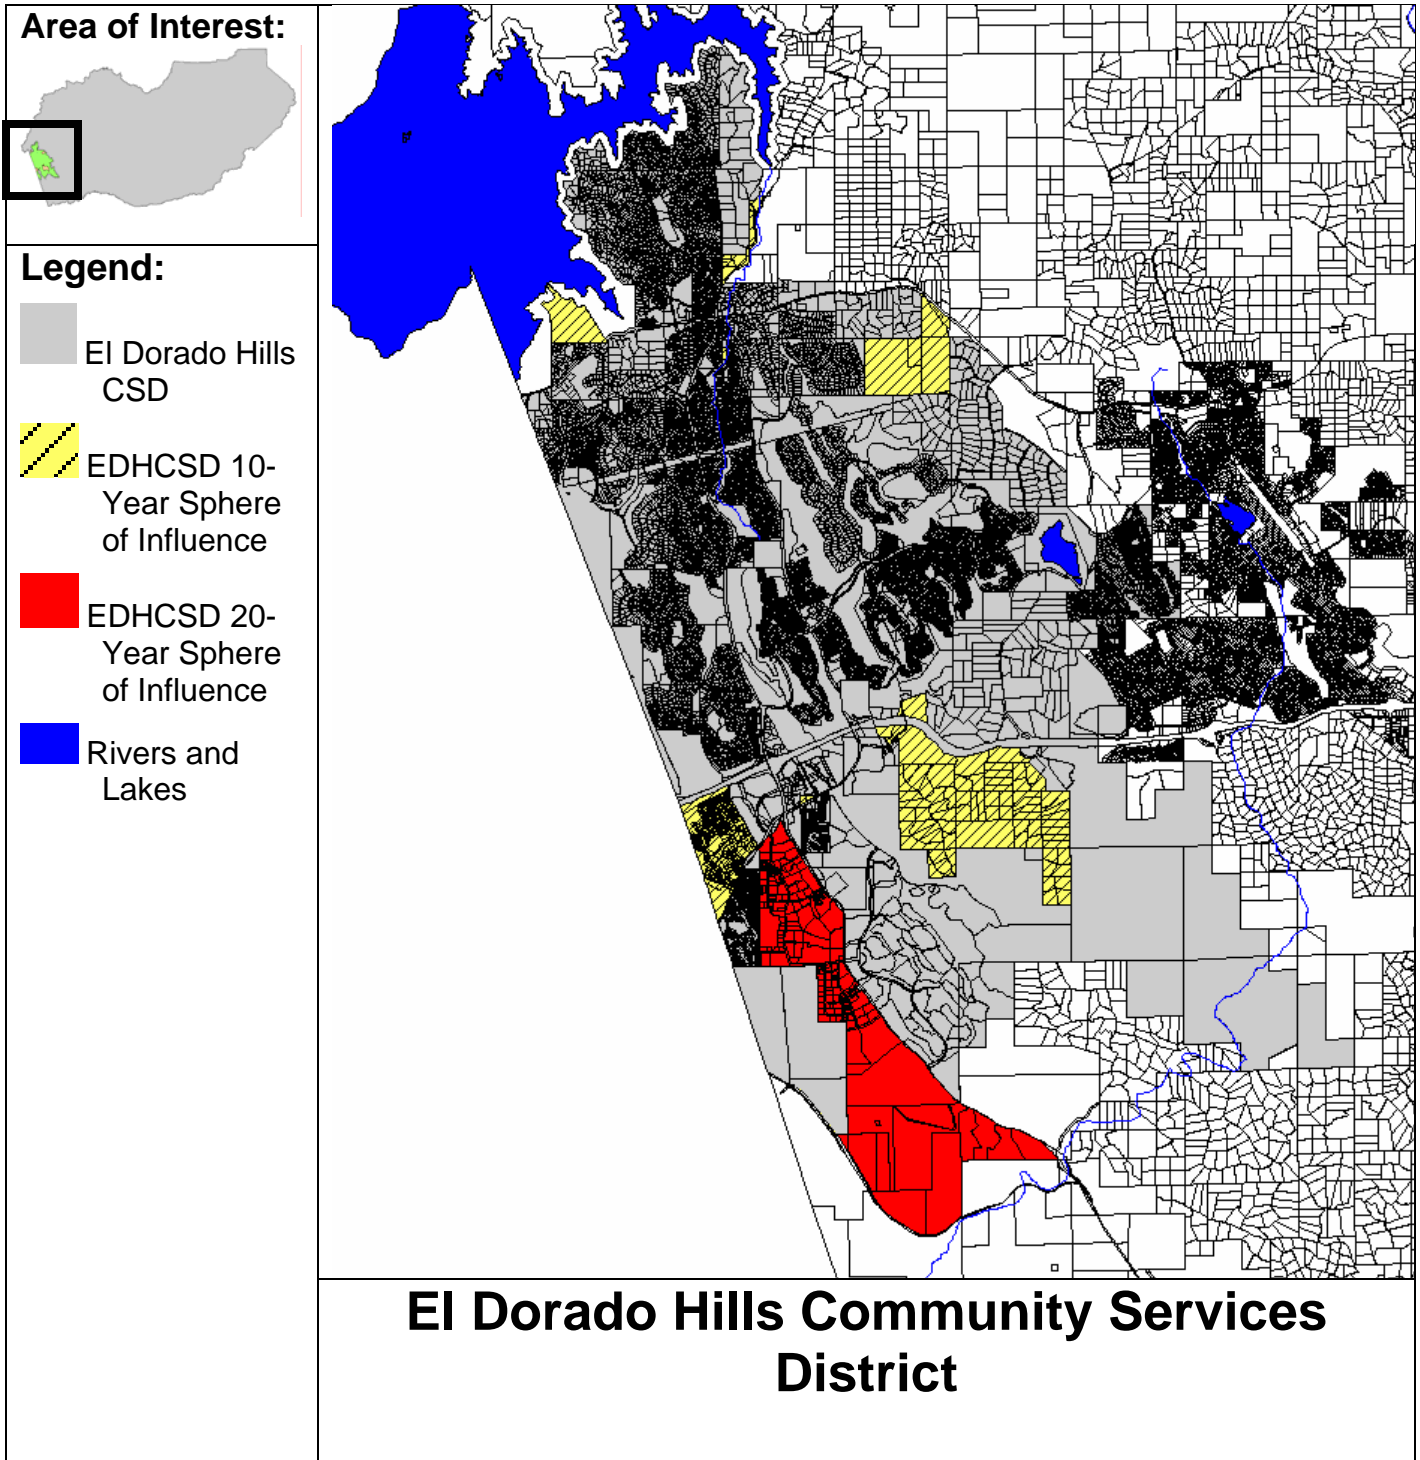 Area of Interest:
Legend:
El Dorado Hills
CSD
EDHCSD 10-
Year Sphere
of Influence
EDHCSD 20-
Year Sphere
of Influence
Rivers and
Lakes
El Dorado Hills Community Services
District